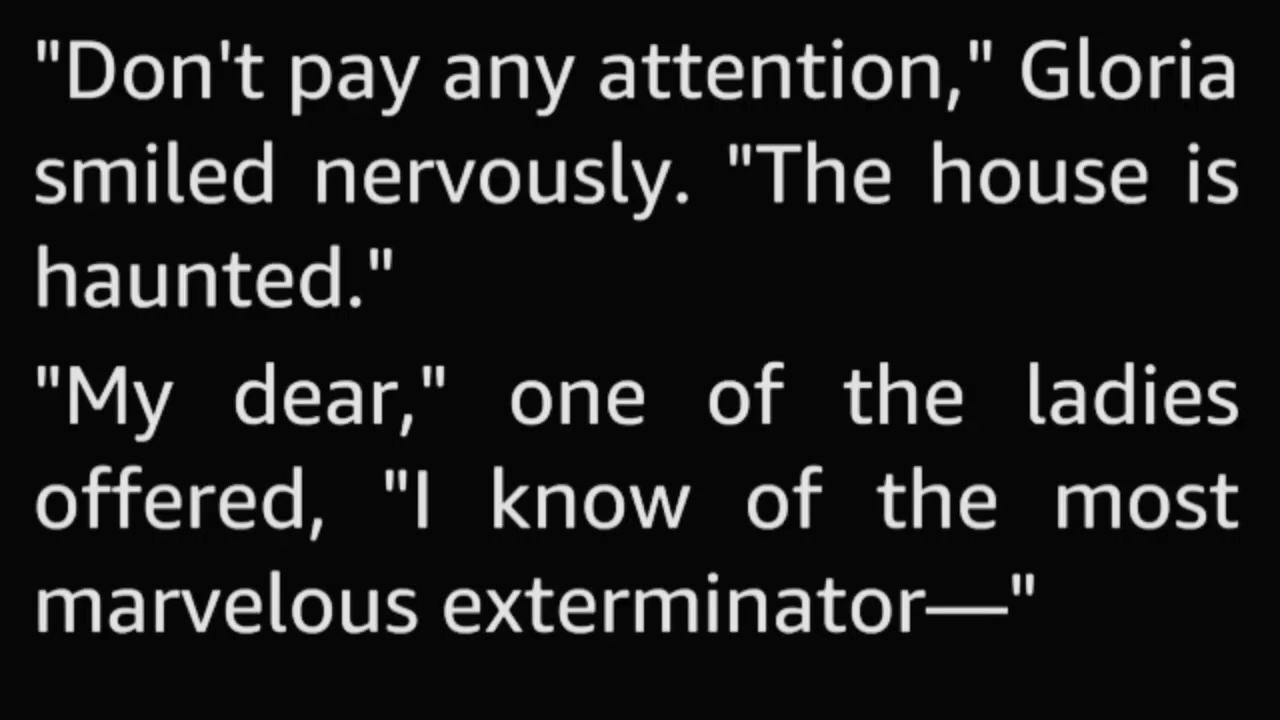 "Don't pay any attention," Gloria
smiled nervously. "The house is
haunted."
"My dear," one of the ladies
offered, "I know of the most
marvelous exterminator—"